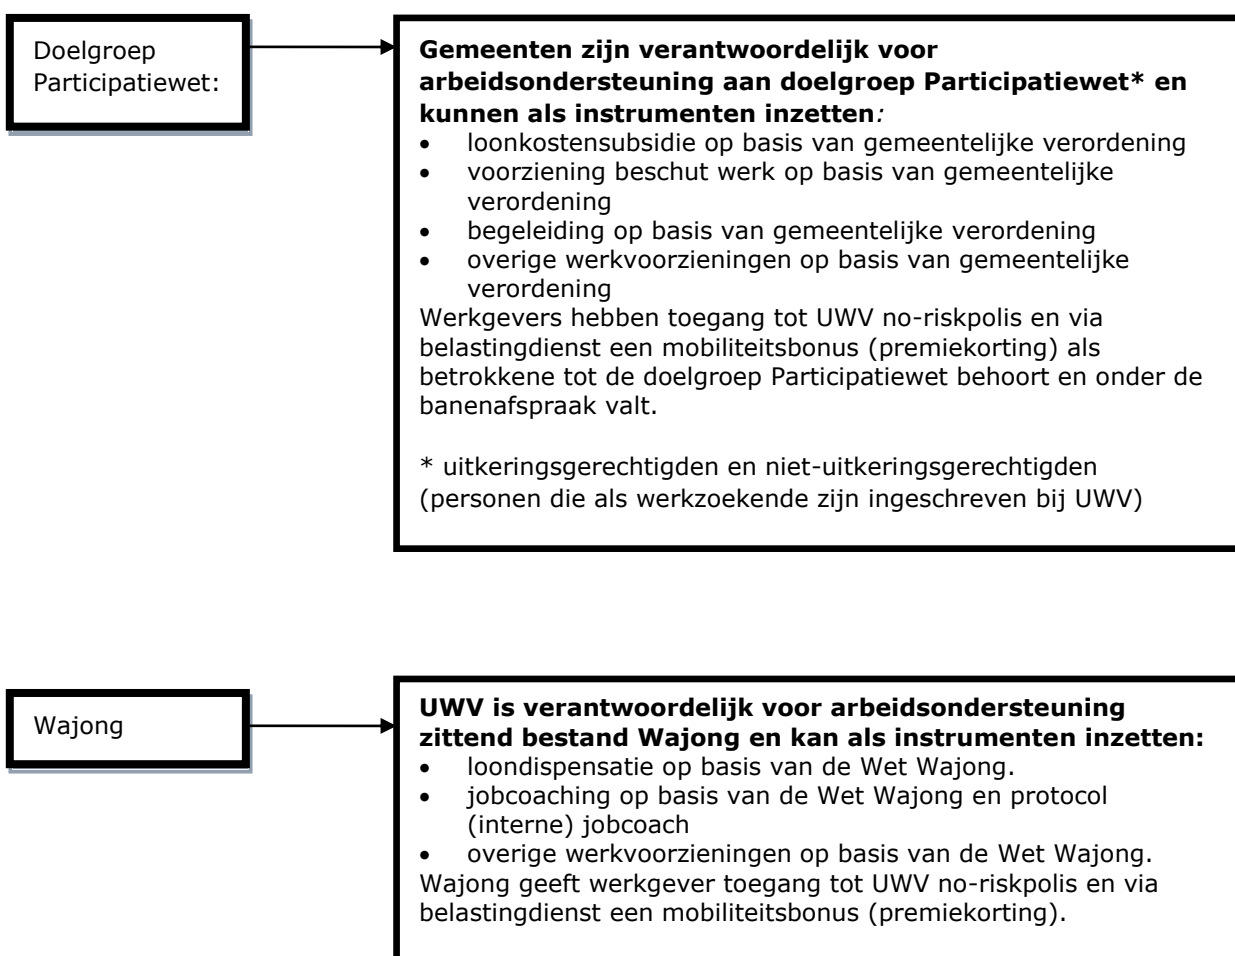 Doelgroep
Participatiewet:
Gemeenten zijn verantwoordelijk voor
arbeidsondersteuning aan doelgroep Participatiewet* en
kunnen als instrumenten inzetten:
• loonkostensubsidie op basis van gemeentelijke verordening
• voorziening beschut werk op basis van gemeentelijke
verordening
• begeleiding op basis van gemeentelijke verordening
• overige werkvoorzieningen op basis van gemeentelijke
verordening
Werkgevers hebben toegang tot UWV no-riskpolis en via
belastingdienst een mobiliteitsbonus (premiekorting) als
betrokkene tot de doelgroep Participatiewet behoort en onder de
banenafspraak valt.
* uitkeringsgerechtigden en niet-uitkeringsgerechtigden
(personen die als werkzoekende zijn ingeschreven bij UWV)
Wajong
UWV is verantwoordelijk voor arbeidsondersteuning
zittend bestand Wajong en kan als instrumenten inzetten:
• loondispensatie op basis van de Wet Wajong.
• jobcoaching op basis van de Wet Wajong en protocol
(interne) jobcoach
• overige werkvoorzieningen op basis van de Wet Wajong.
Wajong geeft werkgever toegang tot UWV no-riskpolis en via
belastingdienst een mobiliteitsbonus (premiekorting).